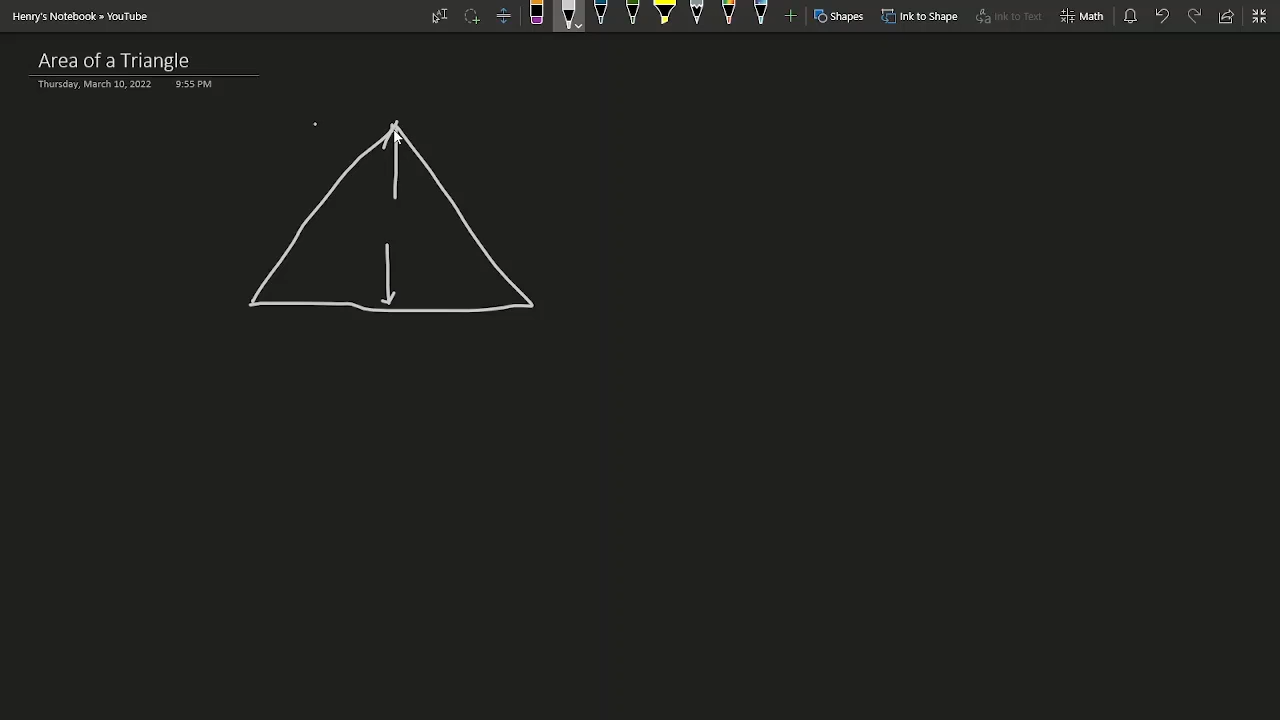 Henry's Notebook » YouTube
Shapes
Ink to Shape
Ink to Text
Math
Area of a Triangle
Thursday, March 10, 2022 9:55 PM